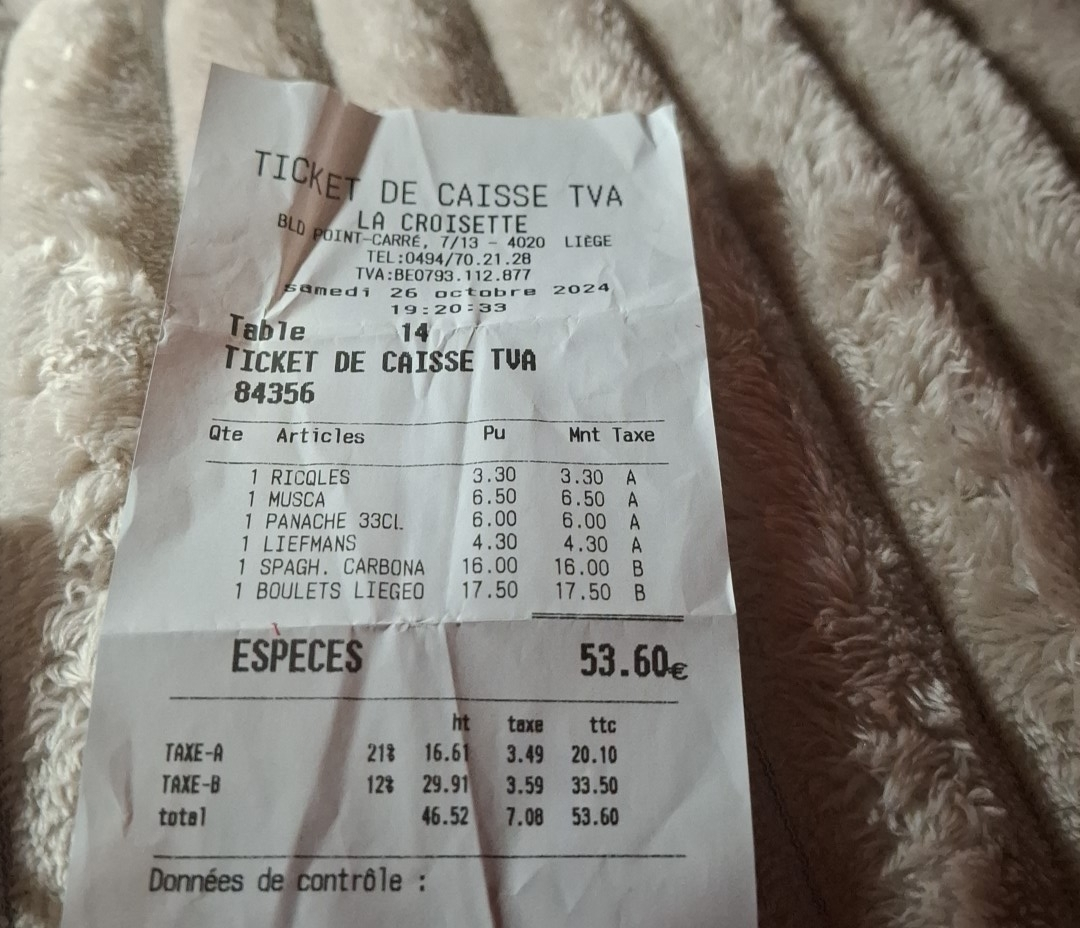 TICKET DE CAISSE TVA
LA CROISETTE
BLD POINT-CARRÉ, 7/13 - 4020 LIÈGE
TEL:0494/70.21.28
TVA:BE0793.112.877
samedi 26 octobre 2024
19:20:33
Table 14
TICKET DE CAISSE TVA
84356
Qte Articles Pu Mnt Taxe
1 RICQLES 3.30 3.30 A
1 MUSCA 6.50 6.50 A
1 PANACHE 33CL 6.00 6.00 A
1 LIEFMANS 4.30 4.30 A
1 SPAGH. CARBONA 16.00 16.00 B
1 BOULETS LIEGEO 17.50 17.50 B
ESPECES 53.60€
ht taxe ttc
TAXE-A 21% 16.61 3.49 20.10
TAXE-B 12% 29.91 3.59 33.50
total 46.52 7.08 53.60
Données de contrôle :